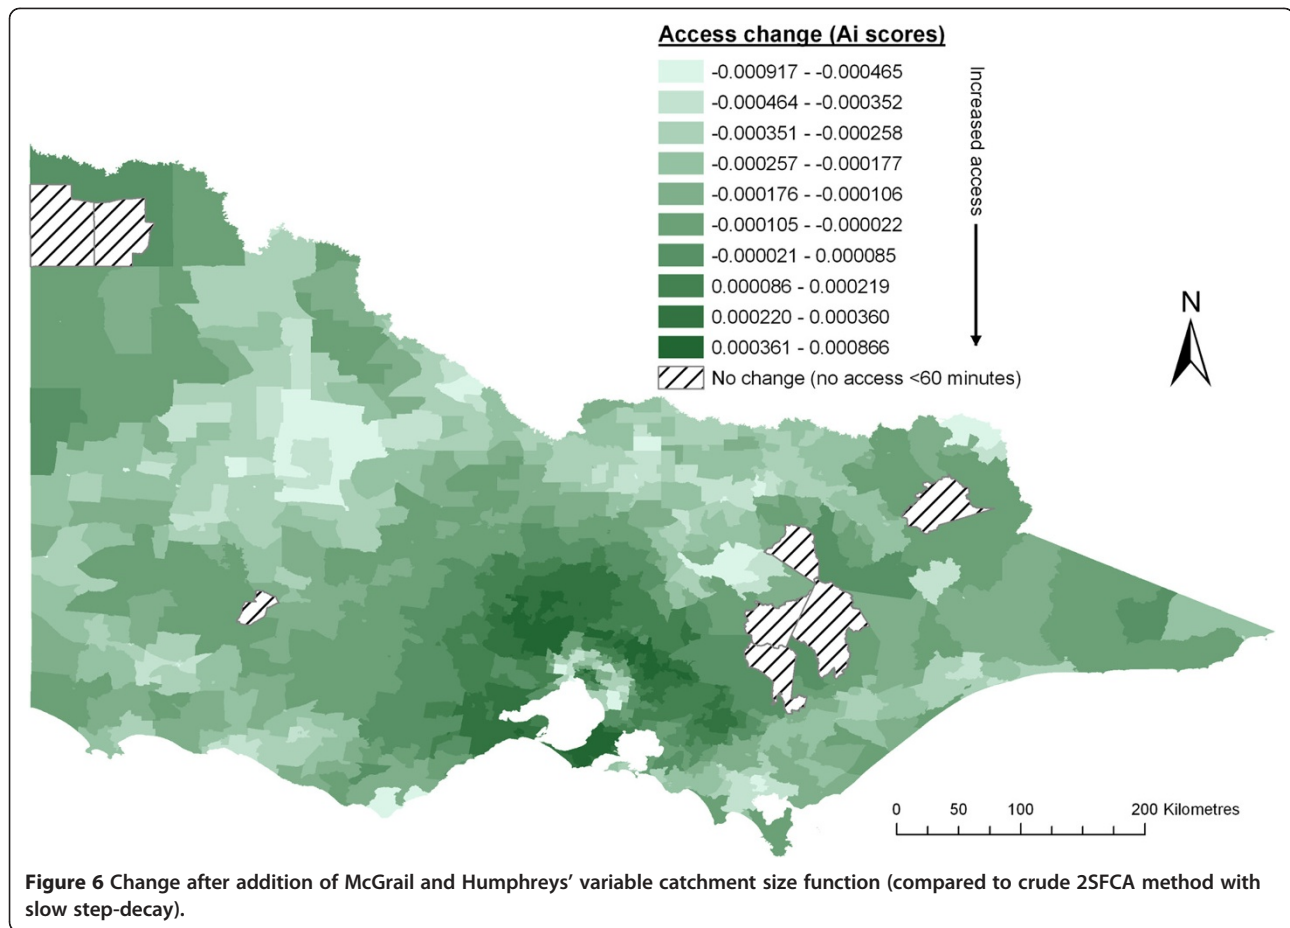 Access change (Ai scores)
-0.000917 - -0.000465
-0.000464 - -0.000352
-0.000351 - -0.000258
-0.000257 - -0.000177
-0.000176 - -0.000106
-0.000105 - -0.000022
-0.000021 - 0.000085
0.000086 - 0.000219
0.000220 - 0.000360
0.000361 - 0.000866
No change (no access <60 minutes)
Increased access
N
0 50 100 200 Kilometres
Figure 6 Change after addition of McGrail and Humphreys’ variable catchment size function (compared to crude 2SFCA method with
slow step-decay).